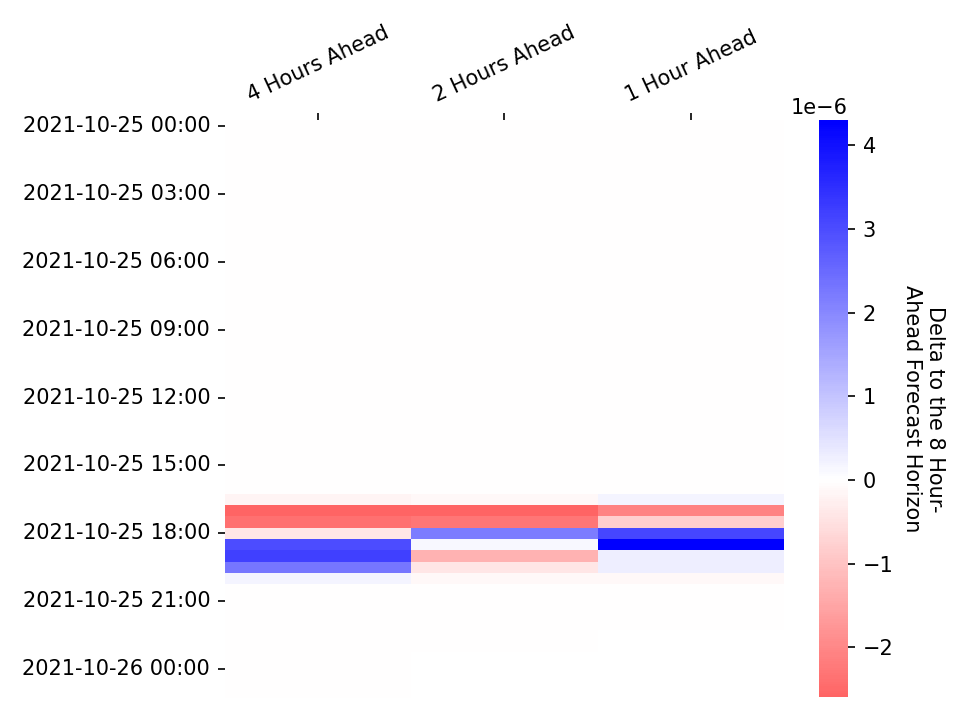 4 Hours Ahead
2 Hours Ahead
1 Hour Ahead
2021-10-25 00:00
2021-10-25 03:00
2021-10-25 06:00
2021-10-25 09:00
2021-10-25 12:00
2021-10-25 15:00
2021-10-25 18:00
2021-10-25 21:00
2021-10-26 00:00
1e−6
4
3
2
1
0
−1
−2
Delta to the 8 Hour-
Ahead Forecast Horizon